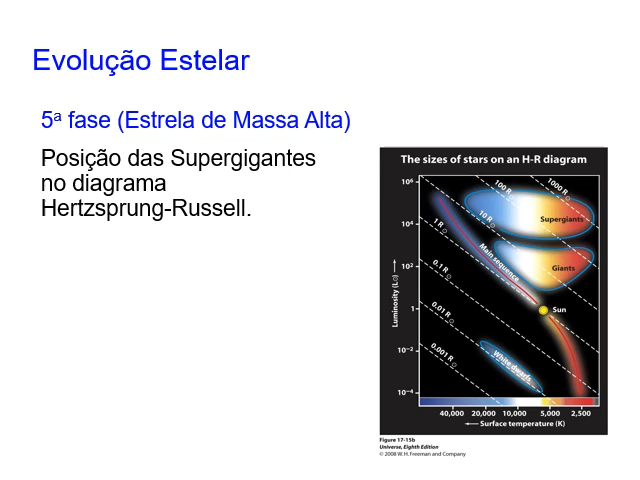 Evolução Estelar
5ª fase (Estrela de Massa Alta)
Posição das Supergigantes
no diagrama
Hertzsprung-Russell.
The sizes of stars on an H-R diagram
10⁶
10⁴
10²
1
10⁻²
10⁻⁴
Luminosity (L☉) →
1000 R☉
100 R☉
10 R☉
1 R☉
0.1 R☉
0.01 R☉
0.001 R☉
Supergiants
Giants
Main sequence
Sun
White dwarfs
40,000 20,000 10,000 5,000 2,500
← Surface temperature (K)
Figure 17-15b
Universe, Eighth Edition
© 2008 W. H. Freeman and Company